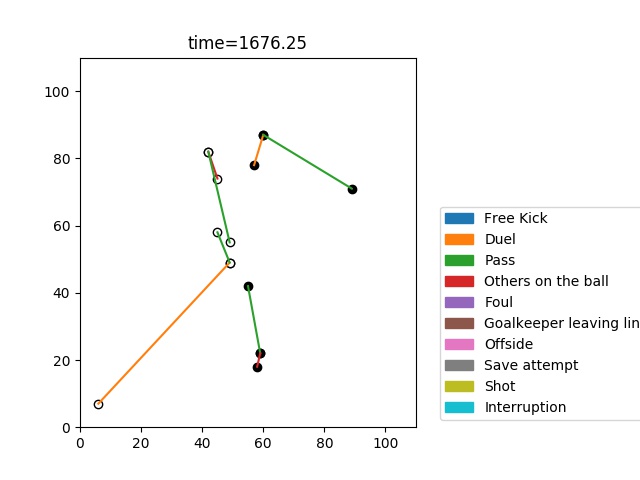 time=1676.25
100
80
60
40
20
0
0 20 40 60 80 100
Free Kick
Duel
Pass
Others on the ball
Foul
Goalkeeper leaving lin
Offside
Save attempt
Shot
Interruption